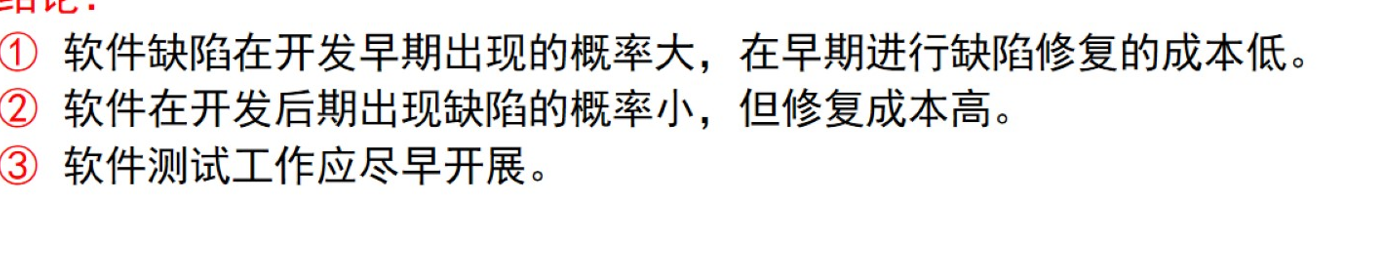 结论：
① 软件缺陷在开发早期出现的概率大，在早期进行缺陷修复的成本低。
② 软件在开发后期出现缺陷的概率小，但修复成本高。
③ 软件测试工作应尽早开展。